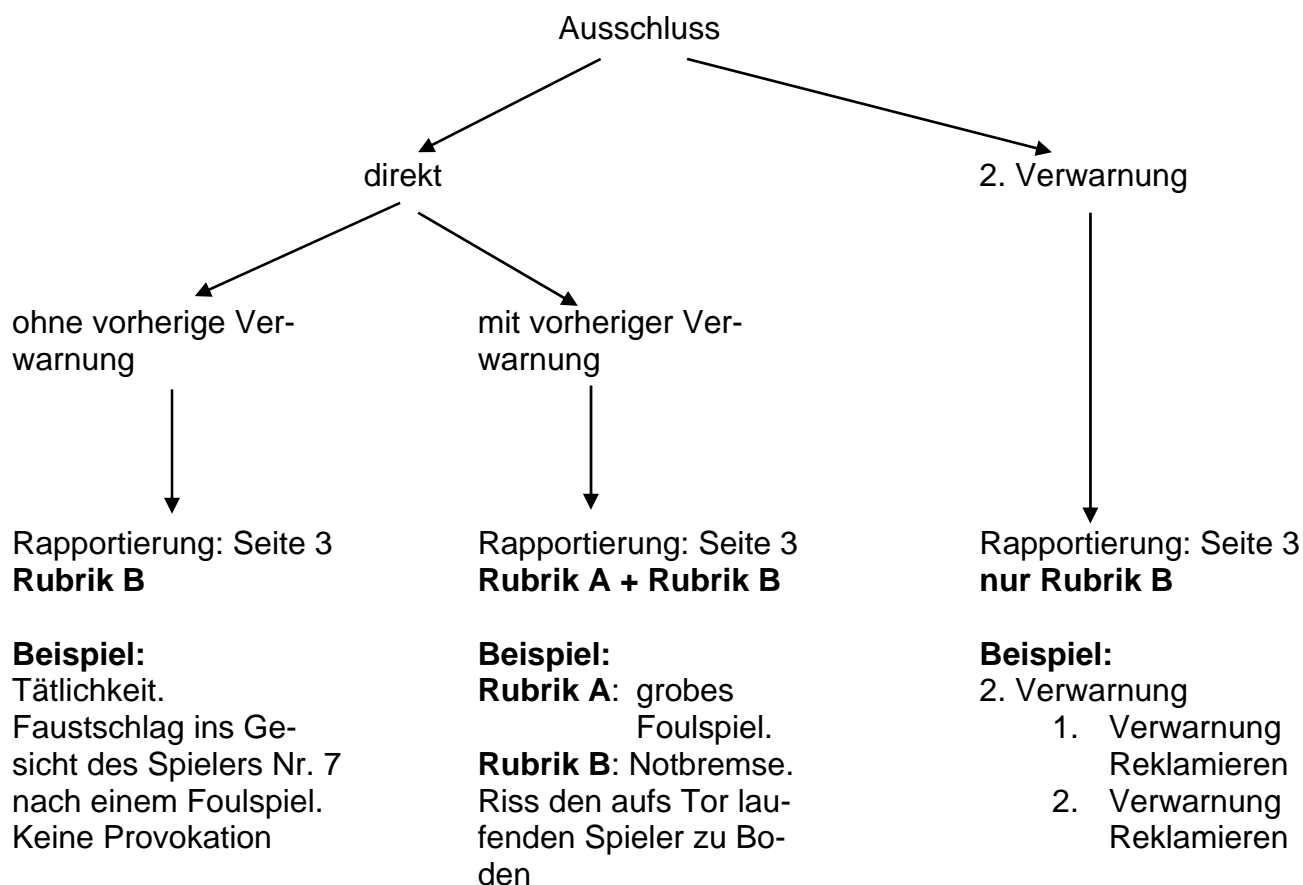 Ausschluss
direkt
2. Verwarnung
ohne vorherige Ver-
warnung
mit vorheriger Ver-
warnung
Rapportierung: Seite 3
Rubrik B
Beispiel:
Tätlichkeit.
Faustschlag ins Ge-
sicht des Spielers Nr. 7
nach einem Foulspiel.
Keine Provokation
Rapportierung: Seite 3
Rubrik A + Rubrik B
Beispiel:
Rubrik A: grobes
Foulspiel.
Rubrik B: Notbremse.
Riss den aufs Tor lau-
fenden Spieler zu Bo-
den
Rapportierung: Seite 3
nur Rubrik B
Beispiel:
2. Verwarnung
1. Verwarnung
Reklamieren
2. Verwarnung
Reklamieren